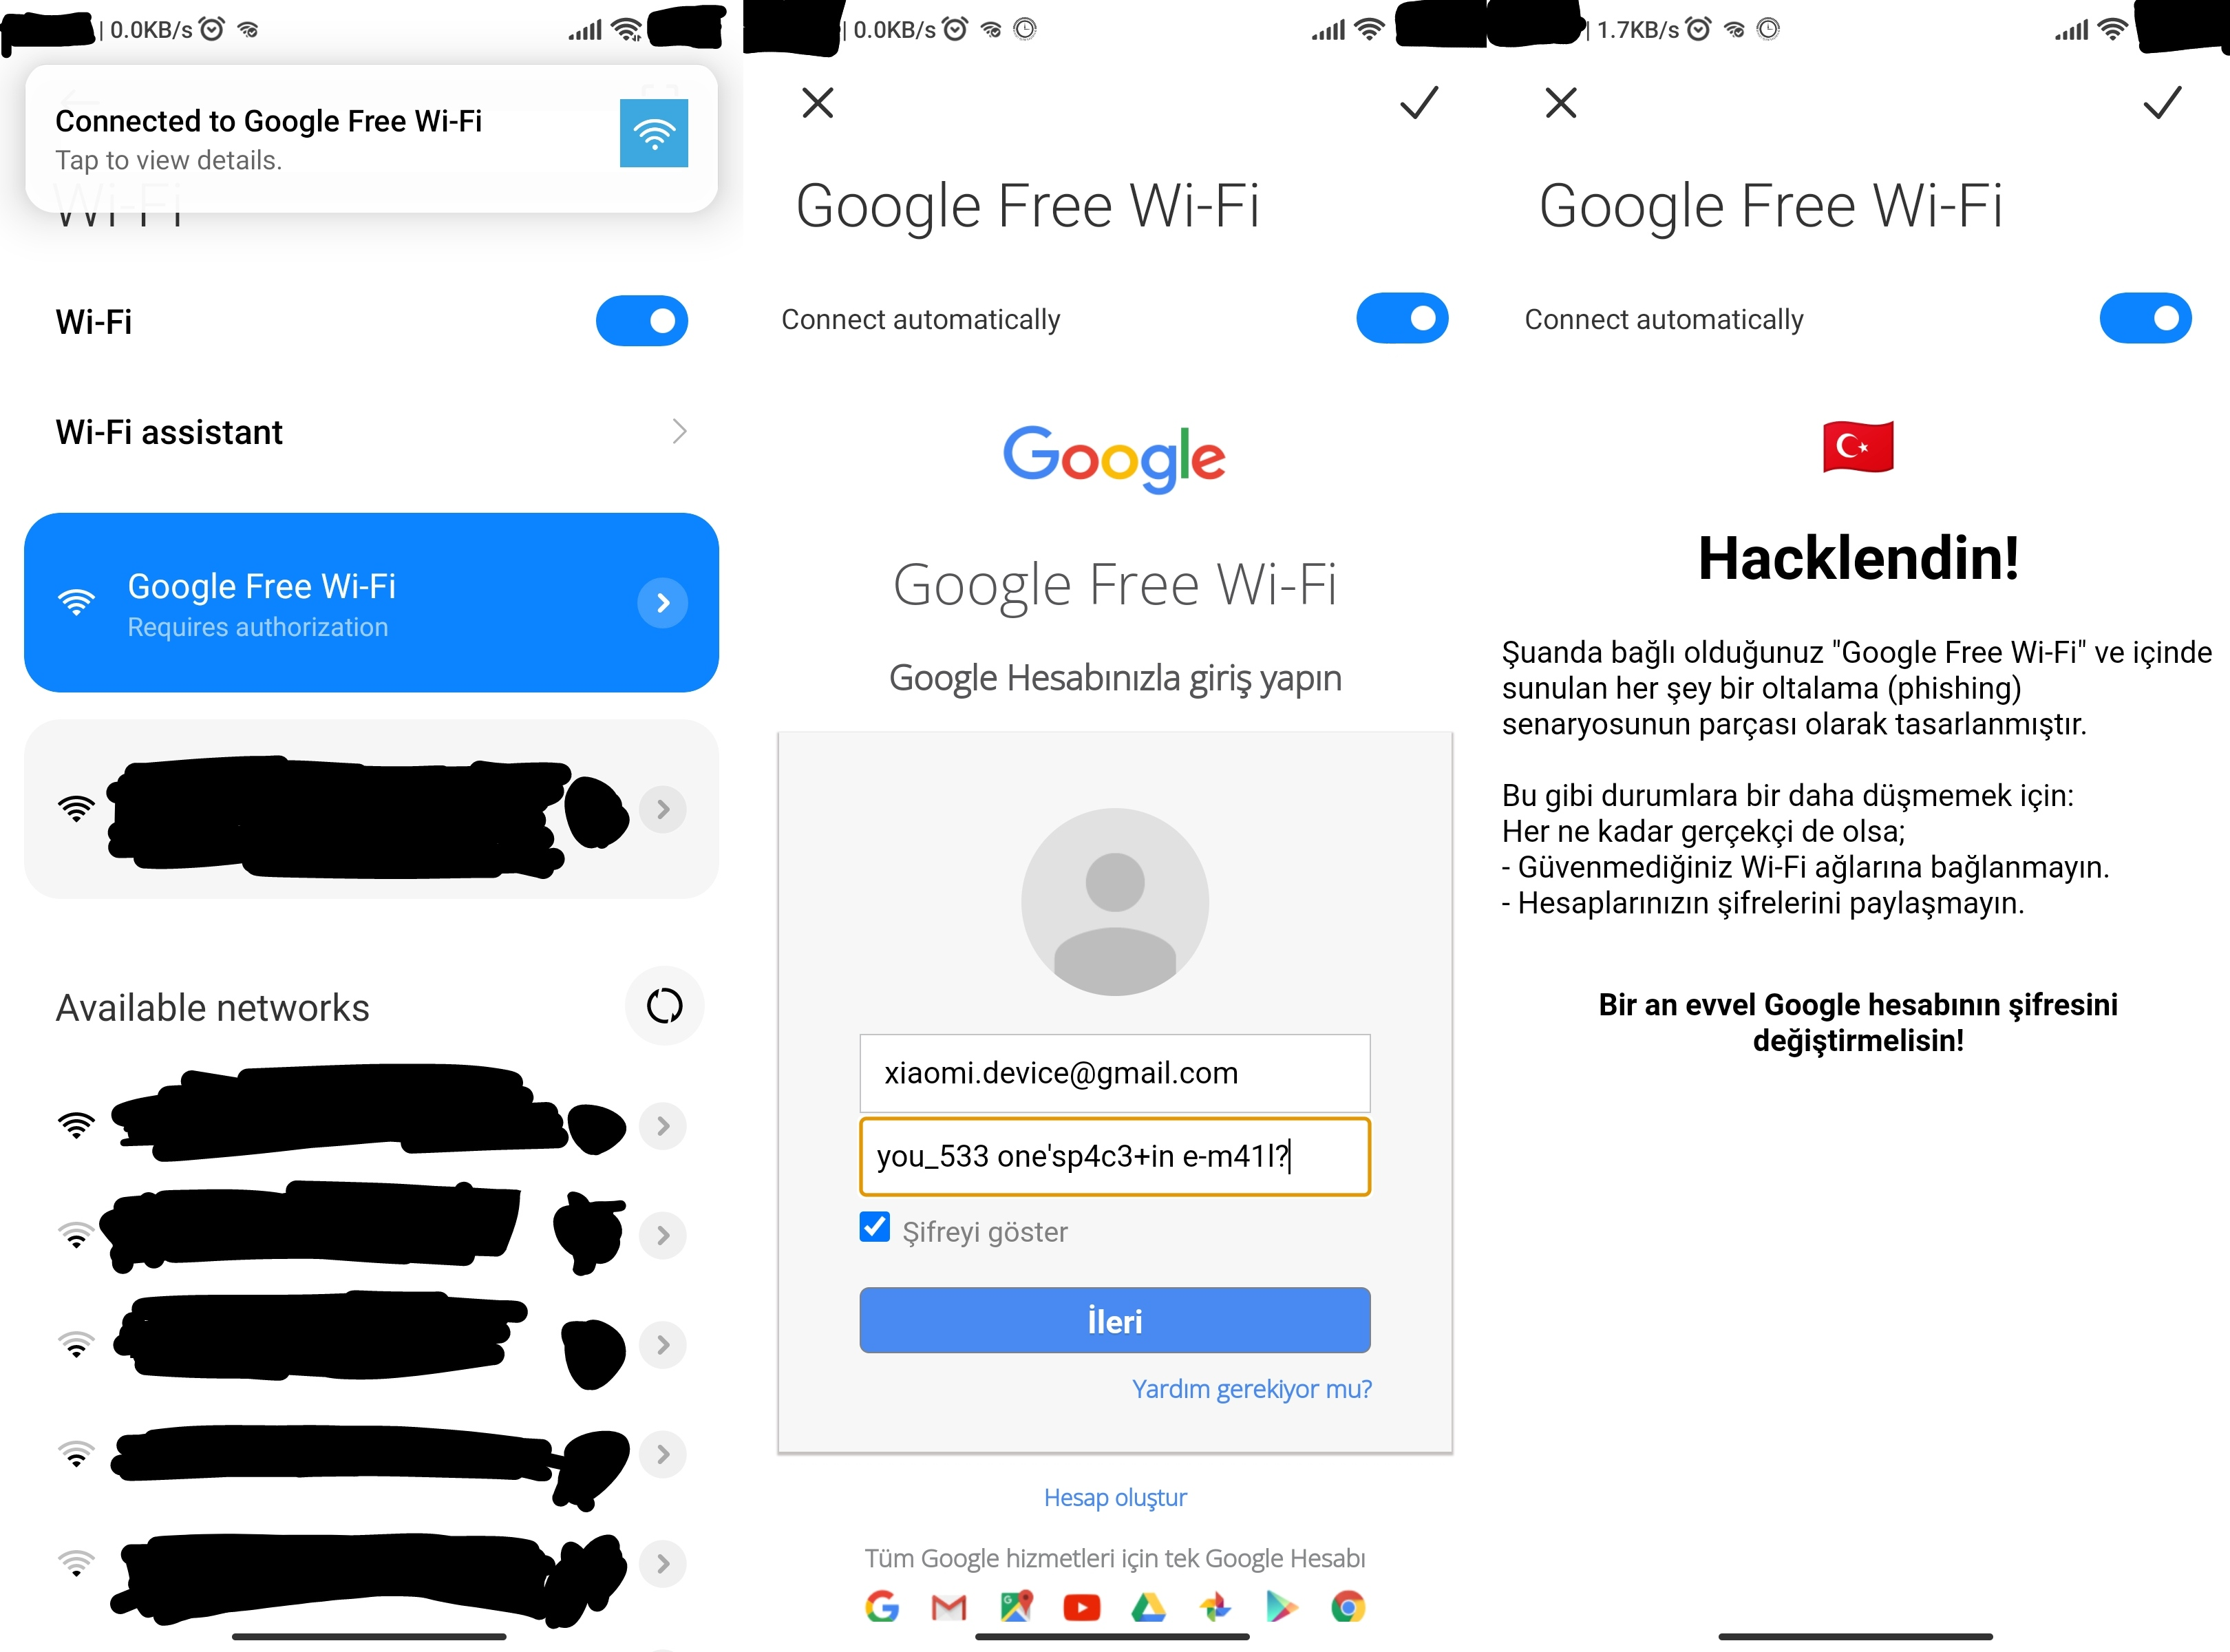 | 0.0KB/s
Connected to Google Free Wi-Fi
Tap to view details.
Wi-Fi
Wi-Fi
Wi-Fi assistant
Google Free Wi-Fi
Requires authorization
Available networks
| 0.0KB/s
Google Free Wi-Fi
Connect automatically
Google
Google Free Wi-Fi
Google Hesabınızla giriş yapın
xiaomi.device@gmail.com
you_533 one'sp4c3+in e-m41l?
Şifreyi göster
İleri
Yardım gerekiyor mu?
Hesap oluştur
Tüm Google hizmetleri için tek Google Hesabı
| 1.7KB/s
Google Free Wi-Fi
Connect automatically
Hacklendin!
Şuanda bağlı olduğunuz "Google Free Wi-Fi" ve içinde
sunulan her şey bir oltalama (phishing)
senaryosunun parçası olarak tasarlanmıştır.
Bu gibi durumlara bir daha düşmemek için:
Her ne kadar gerçekçi de olsa;
- Güvenmediğiniz Wi-Fi ağlarına bağlanmayın.
- Hesaplarınızın şifrelerini paylaşmayın.
Bir an evvel Google hesabının şifresini
değiştirmelisin!